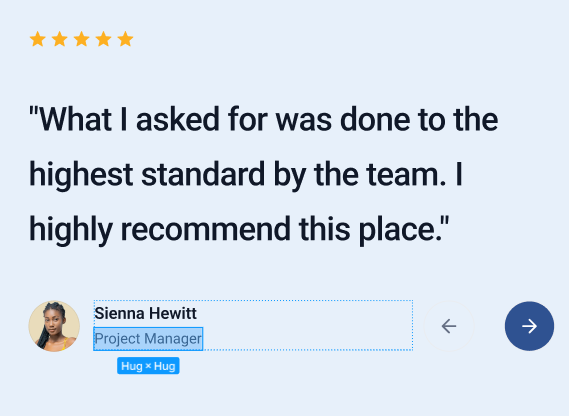 "What I asked for was done to the
highest standard by the team. I
highly recommend this place."
Sienna Hewitt
Project Manager
Hug × Hug